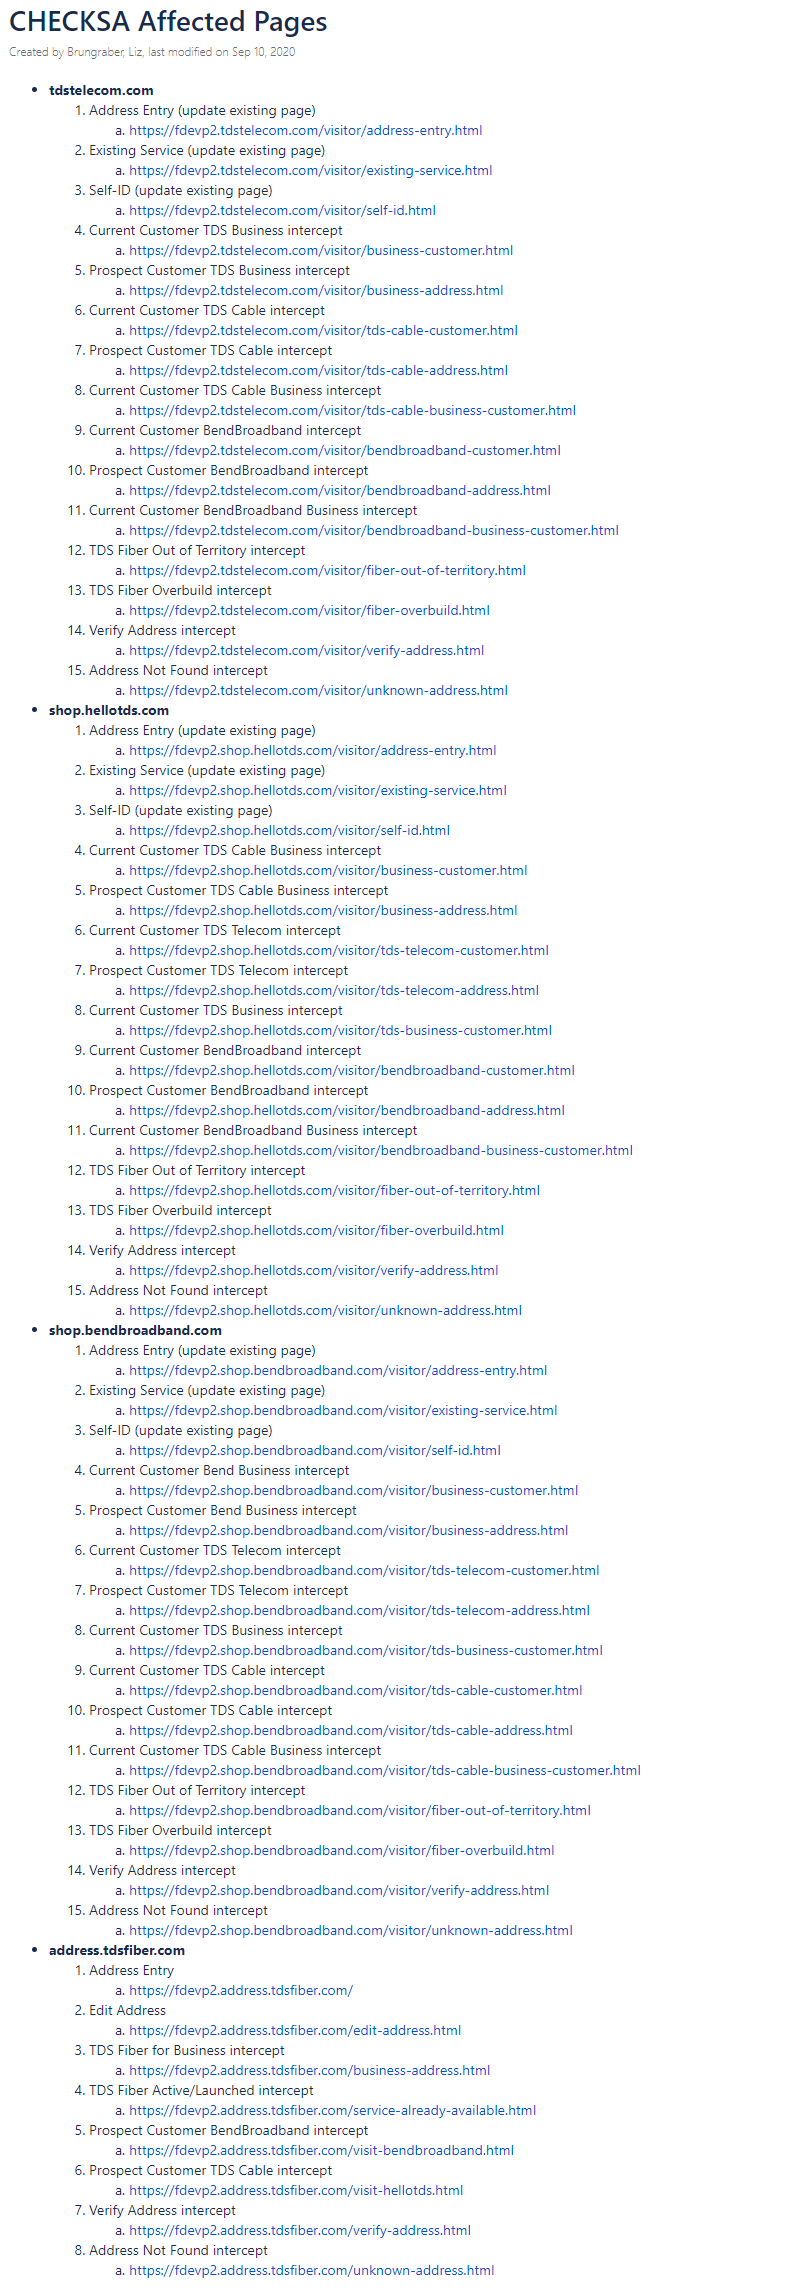 CHECKSA Affected Pages
Created by Brungraber, Liz, last modified on Sep 10, 2020
• tdstelecom.com
1. Address Entry (update existing page)
a. https://fdevp2.tdstelecom.com/visitor/address-entry.html
2. Existing Service (update existing page)
a. https://fdevp2.tdstelecom.com/visitor/existing-service.html
3. Self-ID (update existing page)
a. https://fdevp2.tdstelecom.com/visitor/self-id.html
4. Current Customer TDS Business intercept
a. https://fdevp2.tdstelecom.com/visitor/business-customer.html
5. Prospect Customer TDS Business intercept
a. https://fdevp2.tdstelecom.com/visitor/business-address.html
6. Current Customer TDS Cable intercept
a. https://fdevp2.tdstelecom.com/visitor/tds-cable-customer.html
7. Prospect Customer TDS Cable intercept
a. https://fdevp2.tdstelecom.com/visitor/tds-cable-address.html
8. Current Customer TDS Cable Business intercept
a. https://fdevp2.tdstelecom.com/visitor/tds-cable-business-customer.html
9. Current Customer BendBroadband intercept
a. https://fdevp2.tdstelecom.com/visitor/bendbroadband-customer.html
10. Prospect Customer BendBroadband intercept
a. https://fdevp2.tdstelecom.com/visitor/bendbroadband-address.html
11. Current Customer BendBroadband Business intercept
a. https://fdevp2.tdstelecom.com/visitor/bendbroadband-business-customer.html
12. TDS Fiber Out of Territory intercept
a. https://fdevp2.tdstelecom.com/visitor/fiber-out-of-territory.html
13. TDS Fiber Overbuild intercept
a. https://fdevp2.tdstelecom.com/visitor/fiber-overbuild.html
14. Verify Address intercept
a. https://fdevp2.tdstelecom.com/visitor/verify-address.html
15. Address Not Found intercept
a. https://fdevp2.tdstelecom.com/visitor/unknown-address.html
• shop.hellotds.com
1. Address Entry (update existing page)
a. https://fdevp2.shop.hellotds.com/visitor/address-entry.html
2. Existing Service (update existing page)
a. https://fdevp2.shop.hellotds.com/visitor/existing-service.html
3. Self-ID (update existing page)
a. https://fdevp2.shop.hellotds.com/visitor/self-id.html
4. Current Customer TDS Cable Business intercept
a. https://fdevp2.shop.hellotds.com/visitor/business-customer.html
5. Prospect Customer TDS Cable Business intercept
a. https://fdevp2.shop.hellotds.com/visitor/business-address.html
6. Current Customer TDS Telecom intercept
a. https://fdevp2.shop.hellotds.com/visitor/tds-telecom-customer.html
7. Prospect Customer TDS Telecom intercept
a. https://fdevp2.shop.hellotds.com/visitor/tds-telecom-address.html
8. Current Customer TDS Business intercept
a. https://fdevp2.shop.hellotds.com/visitor/tds-business-customer.html
9. Current Customer BendBroadband intercept
a. https://fdevp2.shop.hellotds.com/visitor/bendbroadband-customer.html
10. Prospect Customer BendBroadband intercept
a. https://fdevp2.shop.hellotds.com/visitor/bendbroadband-address.html
11. Current Customer BendBroadband Business intercept
a. https://fdevp2.shop.hellotds.com/visitor/bendbroadband-business-customer.html
12. TDS Fiber Out of Territory intercept
a. https://fdevp2.shop.hellotds.com/visitor/fiber-out-of-territory.html
13. TDS Fiber Overbuild intercept
a. https://fdevp2.shop.hellotds.com/visitor/fiber-overbuild.html
14. Verify Address intercept
a. https://fdevp2.shop.hellotds.com/visitor/verify-address.html
15. Address Not Found intercept
a. https://fdevp2.shop.hellotds.com/visitor/unknown-address.html
• shop.bendbroadband.com
1. Address Entry (update existing page)
a. https://fdevp2.shop.bendbroadband.com/visitor/address-entry.html
2. Existing Service (update existing page)
a. https://fdevp2.shop.bendbroadband.com/visitor/existing-service.html
3. Self-ID (update existing page)
a. https://fdevp2.shop.bendbroadband.com/visitor/self-id.html
4. Current Customer Bend Business intercept
a. https://fdevp2.shop.bendbroadband.com/visitor/business-customer.html
5. Prospect Customer Bend Business intercept
a. https://fdevp2.shop.bendbroadband.com/visitor/business-address.html
6. Current Customer TDS Telecom intercept
a. https://fdevp2.shop.bendbroadband.com/visitor/tds-telecom-customer.html
7. Prospect Customer TDS Telecom intercept
a. https://fdevp2.shop.bendbroadband.com/visitor/tds-telecom-address.html
8. Current Customer TDS Business intercept
a. https://fdevp2.shop.bendbroadband.com/visitor/tds-business-customer.html
9. Current Customer TDS Cable intercept
a. https://fdevp2.shop.bendbroadband.com/visitor/tds-cable-customer.html
10. Prospect Customer TDS Cable intercept
a. https://fdevp2.shop.bendbroadband.com/visitor/tds-cable-address.html
11. Current Customer TDS Cable Business intercept
a. https://fdevp2.shop.bendbroadband.com/visitor/tds-cable-business-customer.html
12. TDS Fiber Out of Territory intercept
a. https://fdevp2.shop.bendbroadband.com/visitor/fiber-out-of-territory.html
13. TDS Fiber Overbuild intercept
a. https://fdevp2.shop.bendbroadband.com/visitor/fiber-overbuild.html
14. Verify Address intercept
a. https://fdevp2.shop.bendbroadband.com/visitor/verify-address.html
15. Address Not Found intercept
a. https://fdevp2.shop.bendbroadband.com/visitor/unknown-address.html
• address.tdsfiber.com
1. Address Entry
a. https://fdevp2.address.tdsfiber.com/
2. Edit Address
a. https://fdevp2.address.tdsfiber.com/edit-address.html
3. TDS Fiber for Business intercept
a. https://fdevp2.address.tdsfiber.com/business-address.html
4. TDS Fiber Active/Launched intercept
a. https://fdevp2.address.tdsfiber.com/service-already-available.html
5. Prospect Customer BendBroadband intercept
a. https://fdevp2.address.tdsfiber.com/visit-bendbroadband.html
6. Prospect Customer TDS Cable intercept
a. https://fdevp2.address.tdsfiber.com/visit-hellotds.html
7. Verify Address intercept
a. https://fdevp2.address.tdsfiber.com/verify-address.html
8. Address Not Found intercept
a. https://fdevp2.address.tdsfiber.com/unknown-address.html